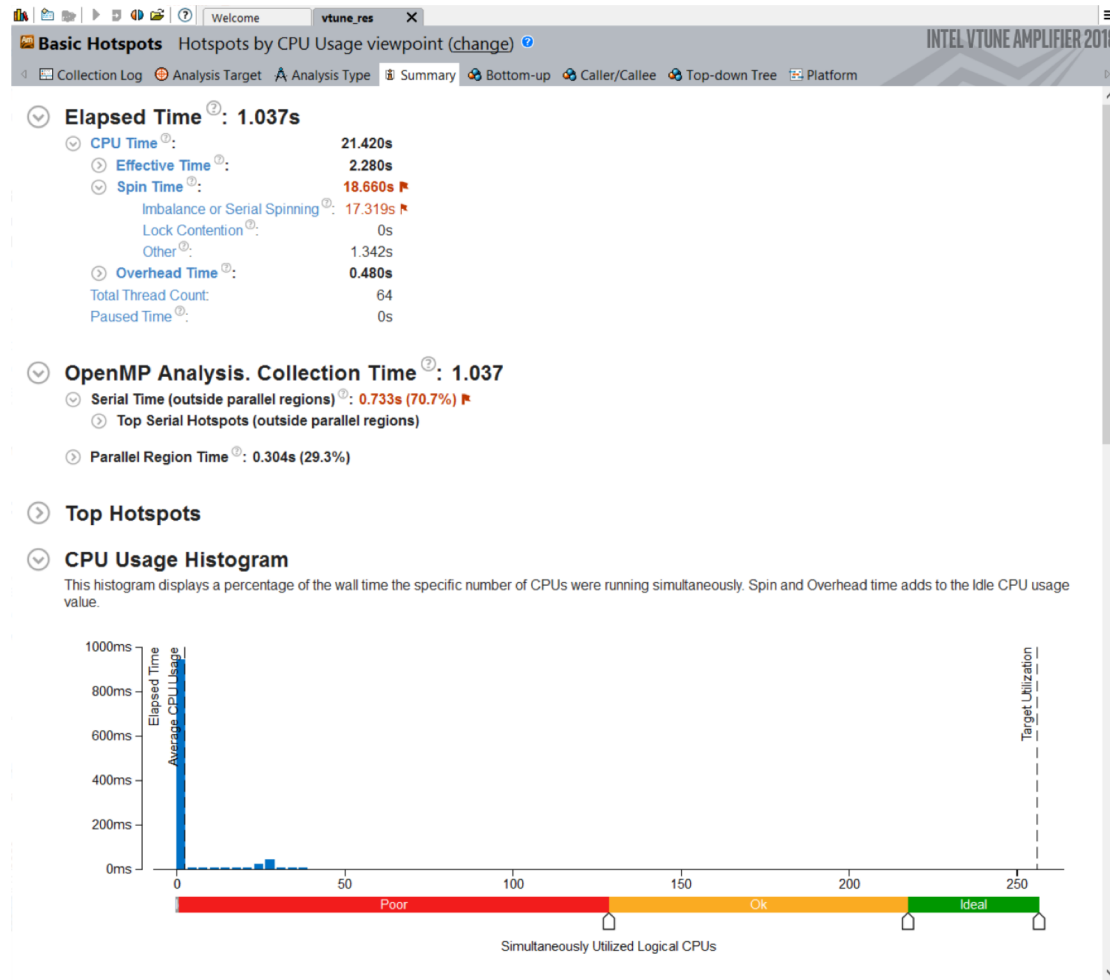 Welcome
vtune_res
Basic Hotspots Hotspots by CPU Usage viewpoint (change)
INTEL VTUNE AMPLIFIER 2018
Collection Log Analysis Target Analysis Type Summary Bottom-up Caller/Callee Top-down Tree Platform
Elapsed Time ?: 1.037s
CPU Time ?: 21.420s
Effective Time ?: 2.280s
Spin Time ?: 18.660s
Imbalance or Serial Spinning ?: 17.319s
Lock Contention ?: 0s
Other ?: 1.342s
Overhead Time ?: 0.480s
Total Thread Count: 64
Paused Time ?: 0s
OpenMP Analysis. Collection Time ?: 1.037
Serial Time (outside parallel regions) ?: 0.733s (70.7%)
Top Serial Hotspots (outside parallel regions)
Parallel Region Time ?: 0.304s (29.3%)
Top Hotspots
CPU Usage Histogram
This histogram displays a percentage of the wall time the specific number of CPUs were running simultaneously. Spin and Overhead time adds to the Idle CPU usage
value.
1000ms
800ms
600ms
400ms
200ms
0ms
Elapsed Time
Average CPU Usage
Target Utilization
0 50 100 150 200 250
Poor Ok Ideal
Simultaneously Utilized Logical CPUs